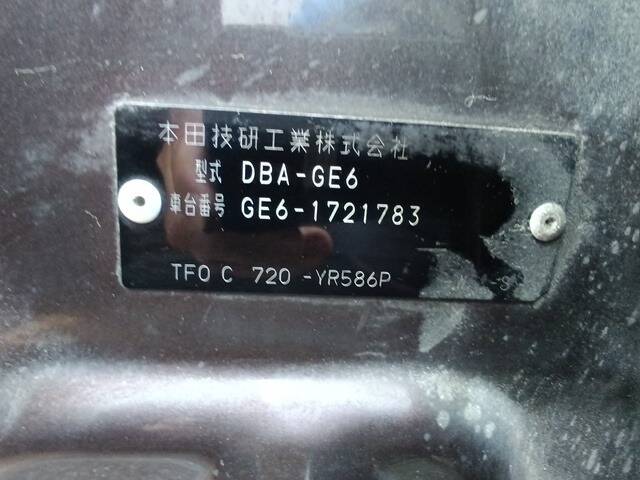 本田技研工業株式会社
型式 DBA-GE6
車台番号 GE6-1721783
TF0 C 720 -YR586P